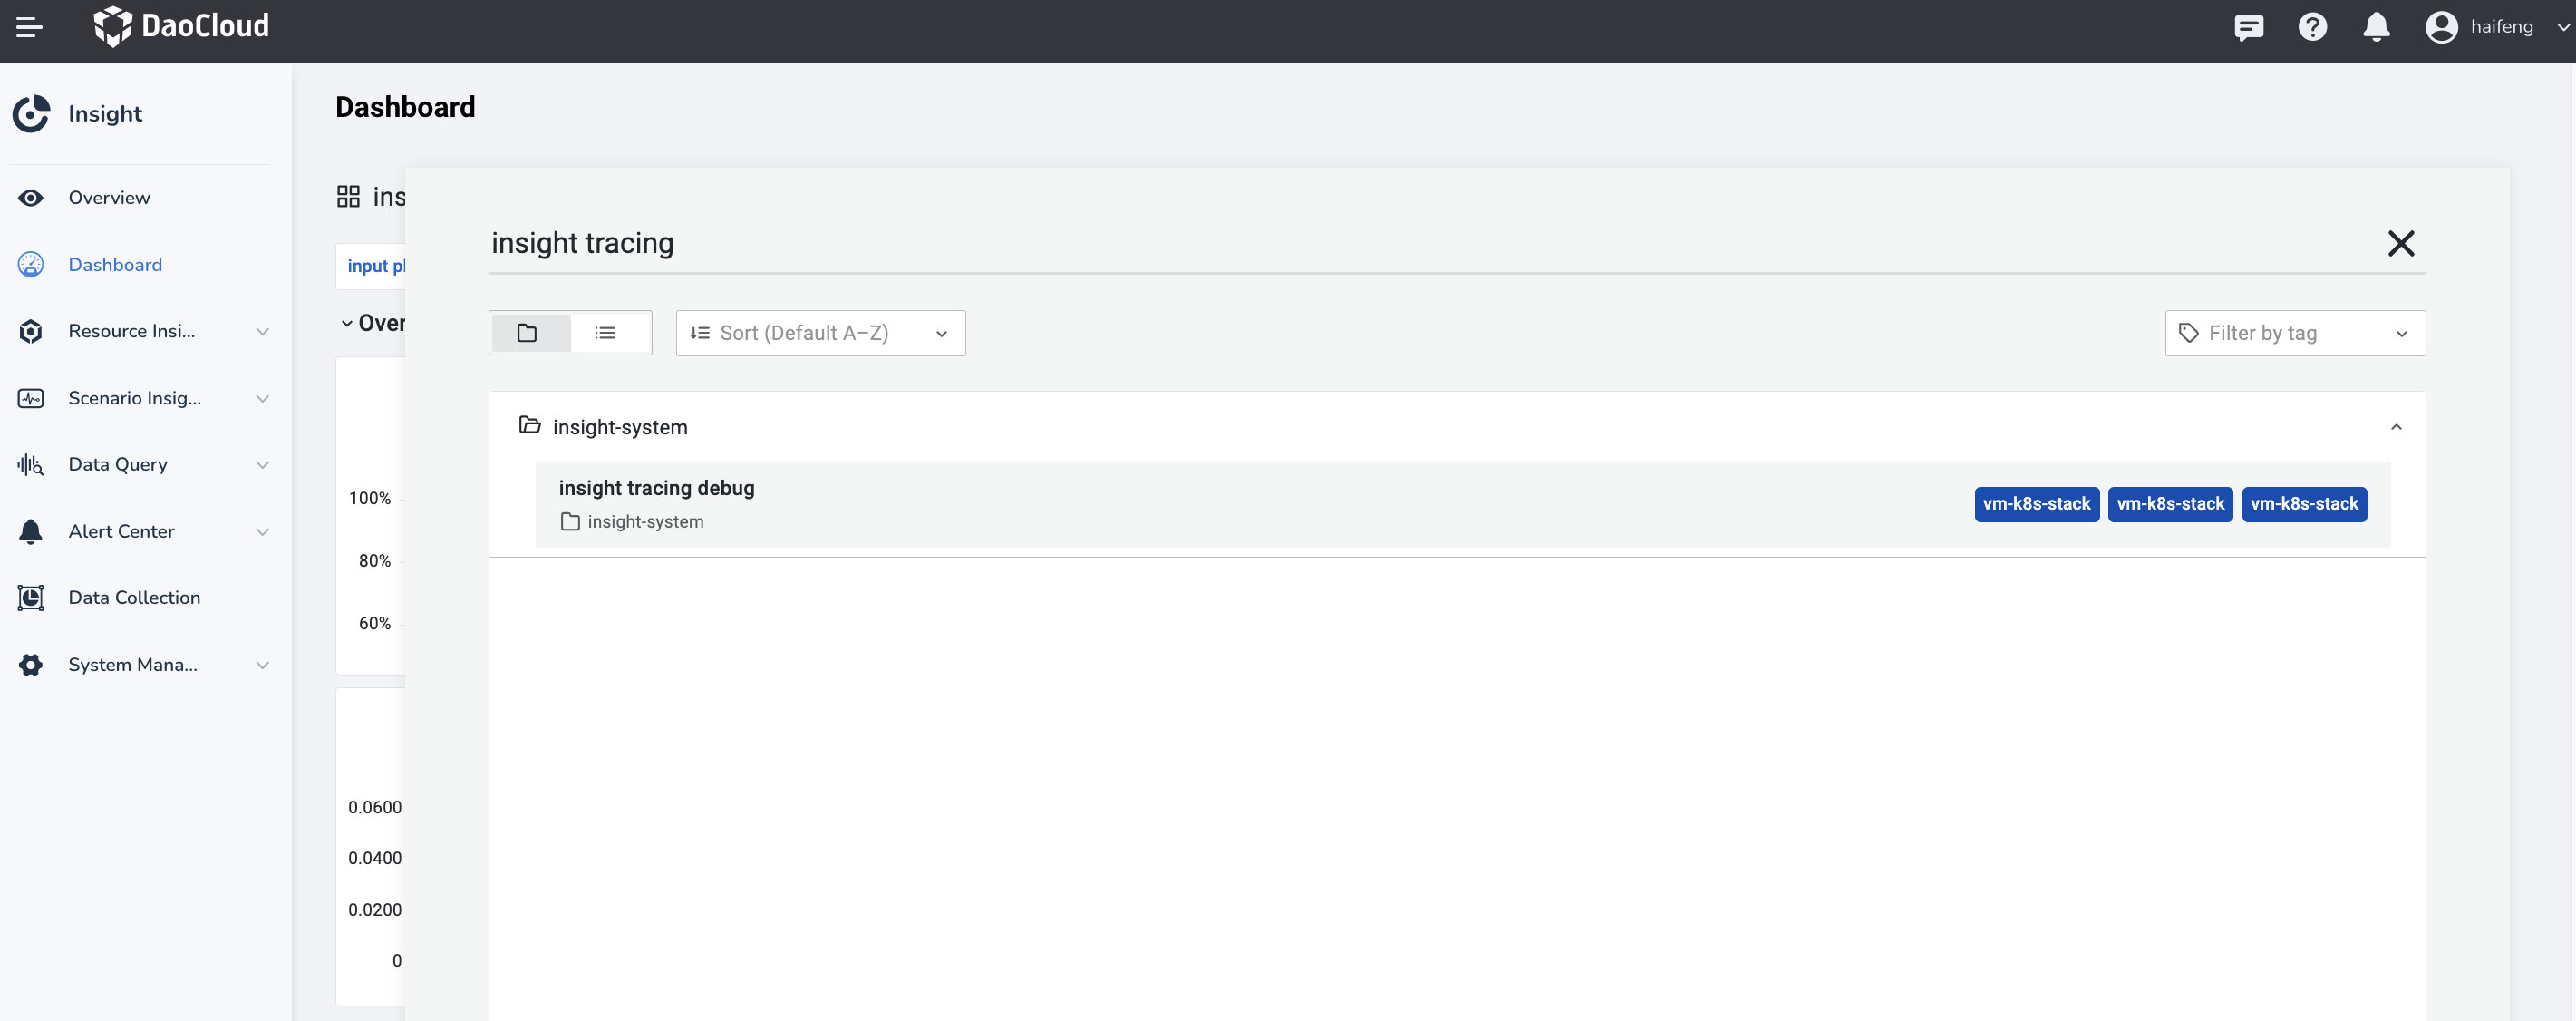 DaoCloud
haifeng
Insight
Overview
Dashboard
Resource Insi...
Scenario Insig...
Data Query
Alert Center
Data Collection
System Mana...
Dashboard
ins
input pl
Over
100%
80%
60%
0.0600
0.0400
0.0200
0
insight tracing
Sort (Default A–Z)
Filter by tag
insight-system
insight tracing debug
insight-system
vm-k8s-stack
vm-k8s-stack
vm-k8s-stack